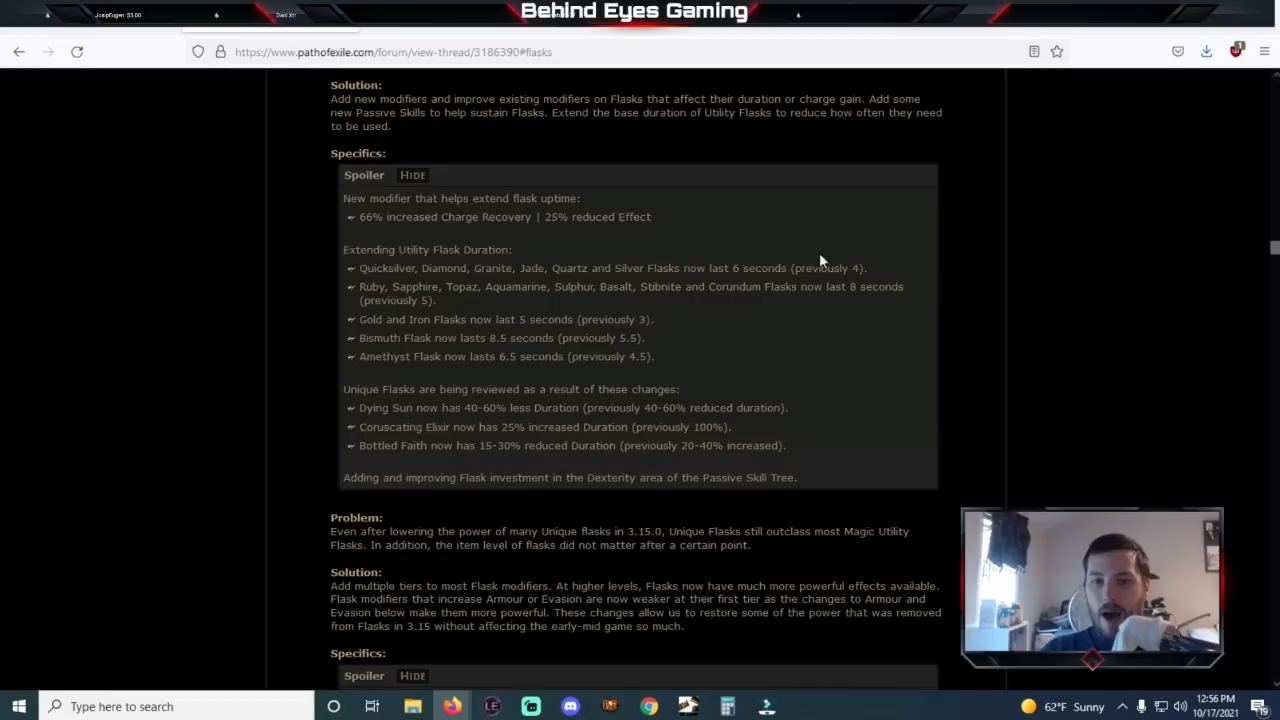 JosipEugen: $5.00
Dani Xtr
Behind Eyes Gaming
https://www.pathofexile.com/forum/view-thread/3186390#flasks
1
Solution:
Add new modifiers and improve existing modifiers on Flasks that affect their duration or charge gain. Add some
new Passive Skills to help sustain Flasks. Extend the base duration of Utility Flasks to reduce how often they need
to be used.
Specifics:
Spoiler HIDE
New modifier that helps extend flask uptime:
66% increased Charge Recovery | 25% reduced Effect
Extending Utility Flask Duration:
Quicksilver, Diamond, Granite, Jade, Quartz and Silver Flasks now last 6 seconds (previously 4).
Ruby, Sapphire, Topaz, Aquamarine, Sulphur, Basalt, Stibnite and Corundum Flasks now last 8 seconds
(previously 5).
Gold and Iron Flasks now last 5 seconds (previously 3).
Bismuth Flask now lasts 8.5 seconds (previously 5.5).
Amethyst Flask now lasts 6.5 seconds (previously 4.5).
Unique Flasks are being reviewed as a result of these changes:
Dying Sun now has 40-60% less Duration (previously 40-60% reduced duration).
Coruscating Elixir now has 25% increased Duration (previously 100%).
Bottled Faith now has 15-30% reduced Duration (previously 20-40% increased).
Adding and improving Flask investment in the Dexterity area of the Passive Skill Tree.
Problem:
Even after lowering the power of many Unique flasks in 3.15.0, Unique Flasks still outclass most Magic Utility
Flasks. In addition, the item level of flasks did not matter after a certain point.
Solution:
Add multiple tiers to most Flask modifiers. At higher levels, Flasks now have much more powerful effects available.
Flask modifiers that increase Armour or Evasion are now weaker at their first tier as the changes to Armour and
Evasion below make them more powerful. These changes allow us to restore some of the power that was removed
from Flasks in 3.15 without affecting the early-mid game so much.
Specifics:
Spoiler HIDE
Type here to search
62°F Sunny
12:56 PM
10/17/2021
19